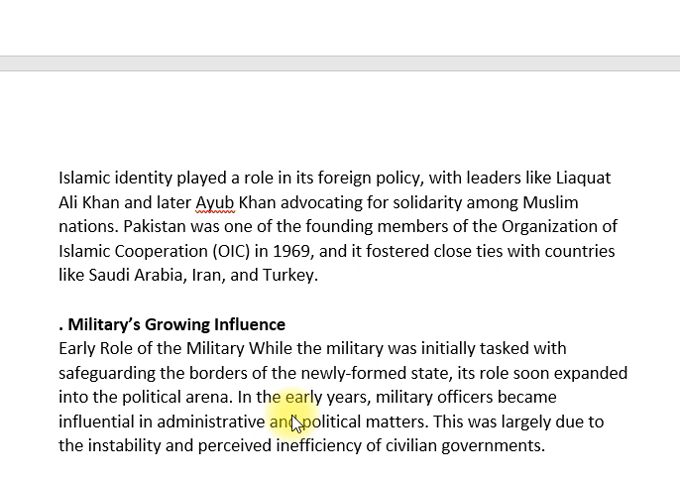 Islamic identity played a role in its foreign policy, with leaders like Liaquat
Ali Khan and later Ayub Khan advocating for solidarity among Muslim
nations. Pakistan was one of the founding members of the Organization of
Islamic Cooperation (OIC) in 1969, and it fostered close ties with countries
like Saudi Arabia, Iran, and Turkey.
. Military’s Growing Influence
Early Role of the Military While the military was initially tasked with
safeguarding the borders of the newly-formed state, its role soon expanded
into the political arena. In the early years, military officers became
influential in administrative and political matters. This was largely due to
the instability and perceived inefficiency of civilian governments.